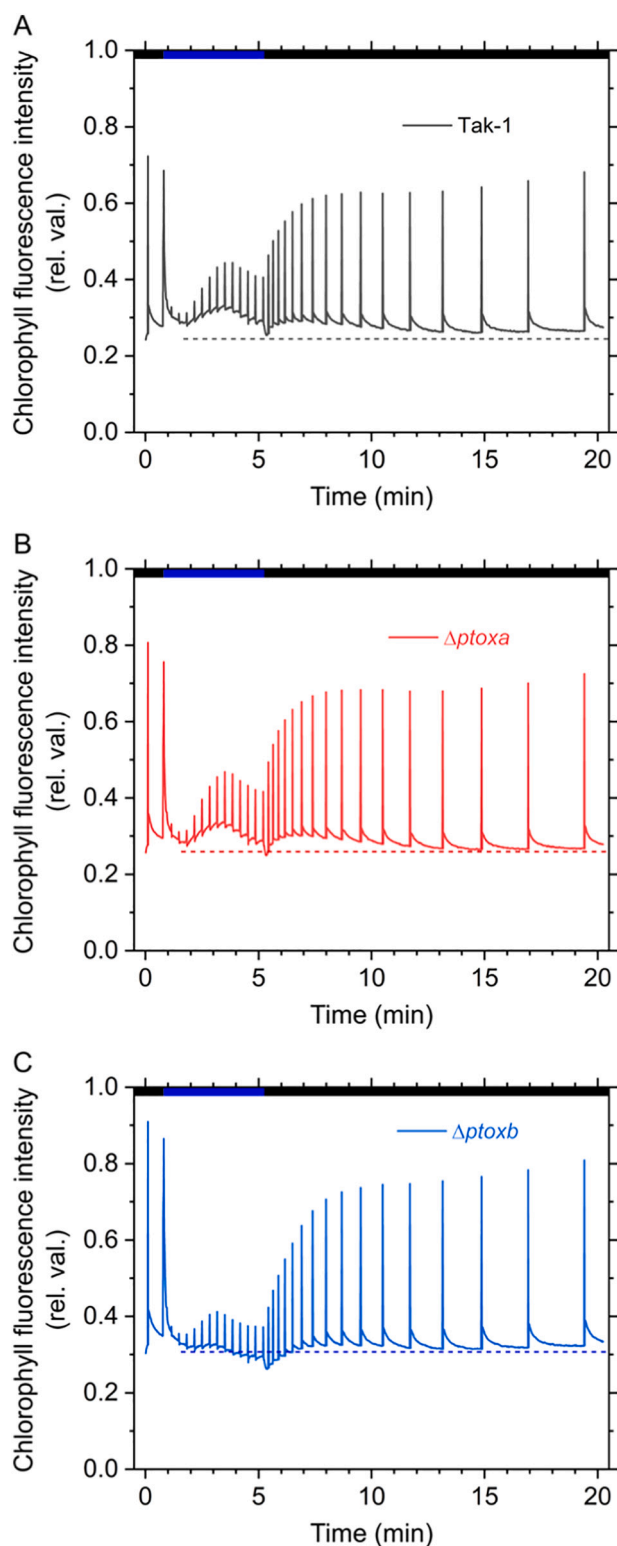 A
Chlorophyll fluorescence intensity
(rel. val.)
1.0
0.8
0.6
0.4
0.2
0.0
Tak-1
0 5 10 15 20
Time (min)
B
Chlorophyll fluorescence intensity
(rel. val.)
1.0
0.8
0.6
0.4
0.2
0.0
Δptoxa
0 5 10 15 20
Time (min)
C
Chlorophyll fluorescence intensity
(rel. val.)
1.0
0.8
0.6
0.4
0.2
0.0
Δptoxb
0 5 10 15 20
Time (min)